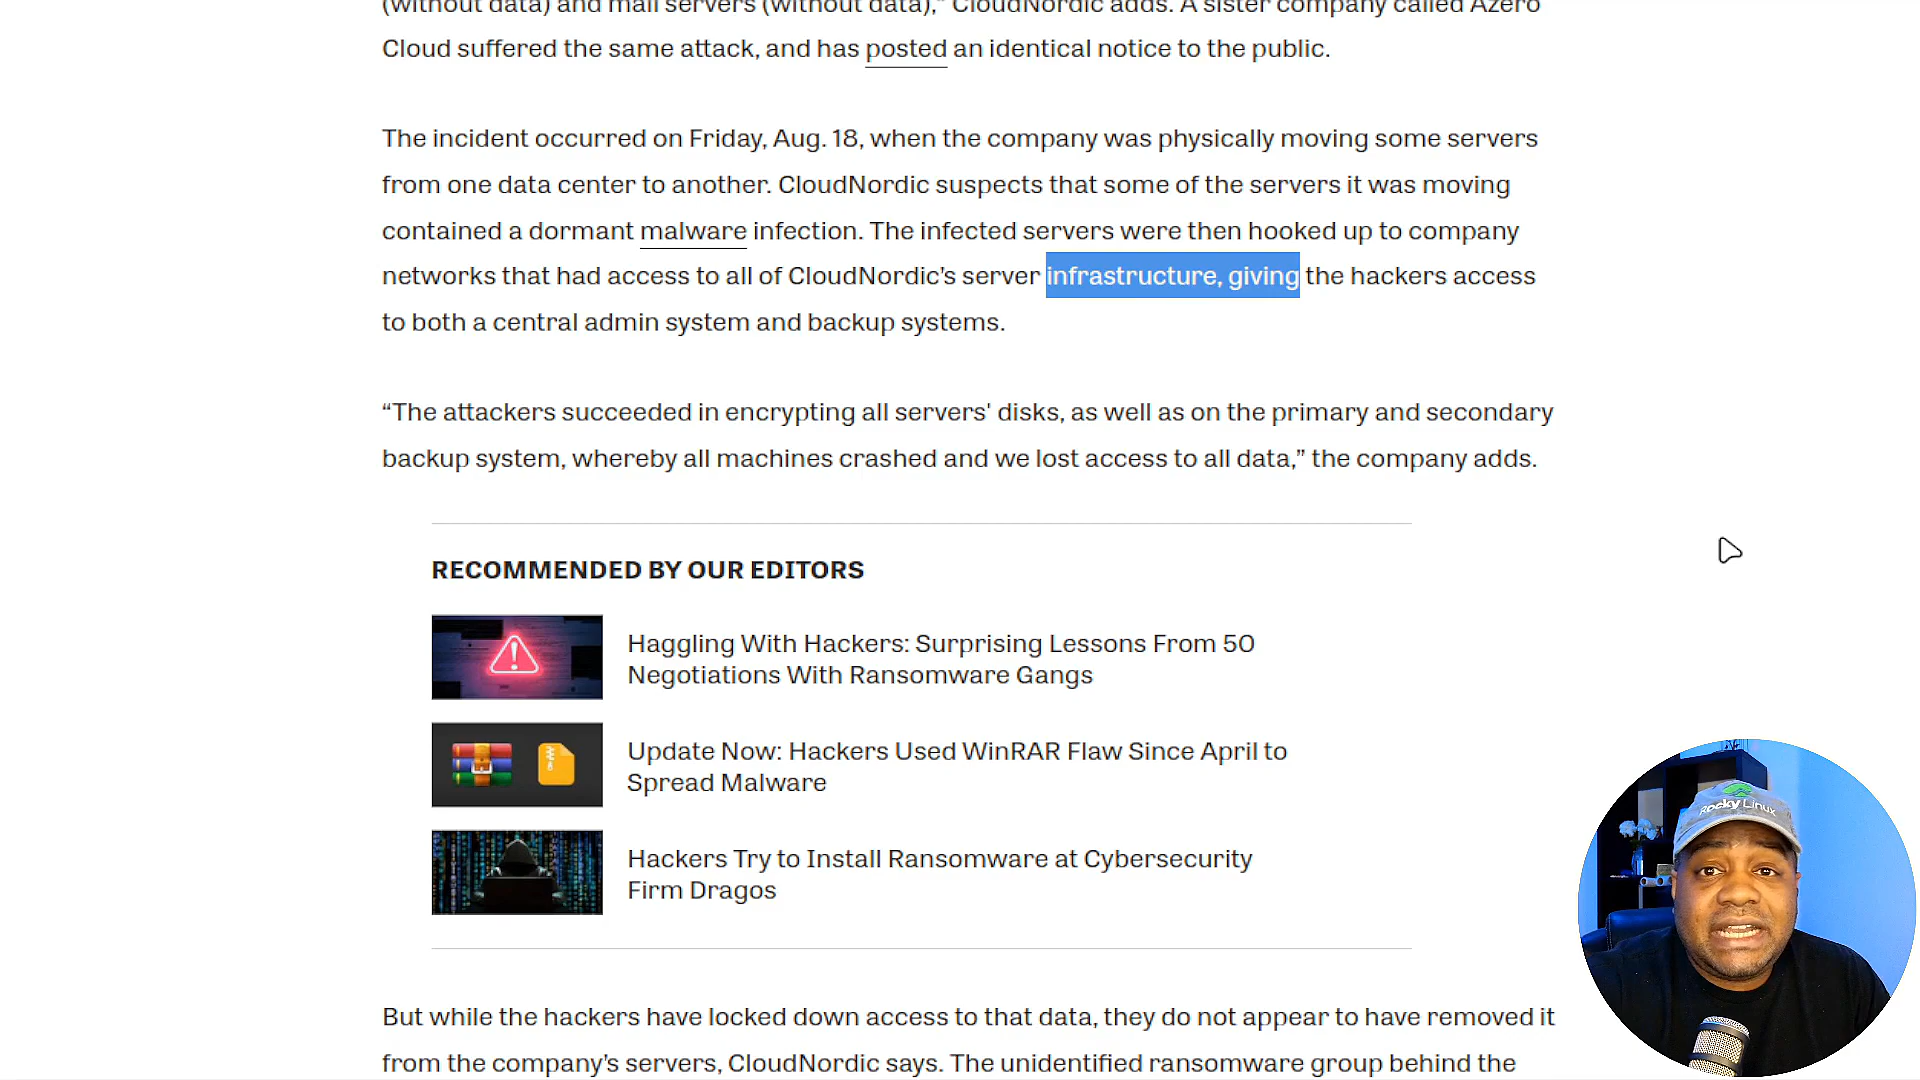 (without data) and mail servers (without data),” CloudNordic adds. A sister company called Azero
Cloud suffered the same attack, and has posted an identical notice to the public.
The incident occurred on Friday, Aug. 18, when the company was physically moving some servers
from one data center to another. CloudNordic suspects that some of the servers it was moving
contained a dormant malware infection. The infected servers were then hooked up to company
networks that had access to all of CloudNordic’s server infrastructure, giving the hackers access
to both a central admin system and backup systems.
“The attackers succeeded in encrypting all servers' disks, as well as on the primary and secondary
backup system, whereby all machines crashed and we lost access to all data,” the company adds.
RECOMMENDED BY OUR EDITORS
Haggling With Hackers: Surprising Lessons From 50
Negotiations With Ransomware Gangs
Update Now: Hackers Used WinRAR Flaw Since April to
Spread Malware
Hackers Try to Install Ransomware at Cybersecurity
Firm Dragos
Rocky Linux
But while the hackers have locked down access to that data, they do not appear to have removed it
from the company’s servers, CloudNordic says. The unidentified ransomware group behind the